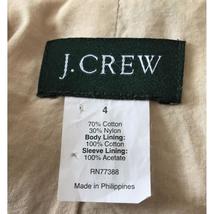 J.CREW
4
70% Cotton
30% Nylon
Body Lining:
100% Cotton
Sleeve Lining:
100% Acetate
RN77388
Made in Philippines